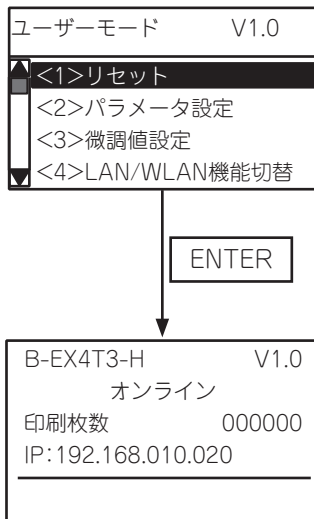 ユーザーモード V1.0
<1>リセット
<2>パラメータ設定
<3>微調値設定
<4>LAN/WLAN機能切替
ENTER
B-EX4T3-H V1.0
オンライン
印刷枚数 000000
IP:192.168.010.020